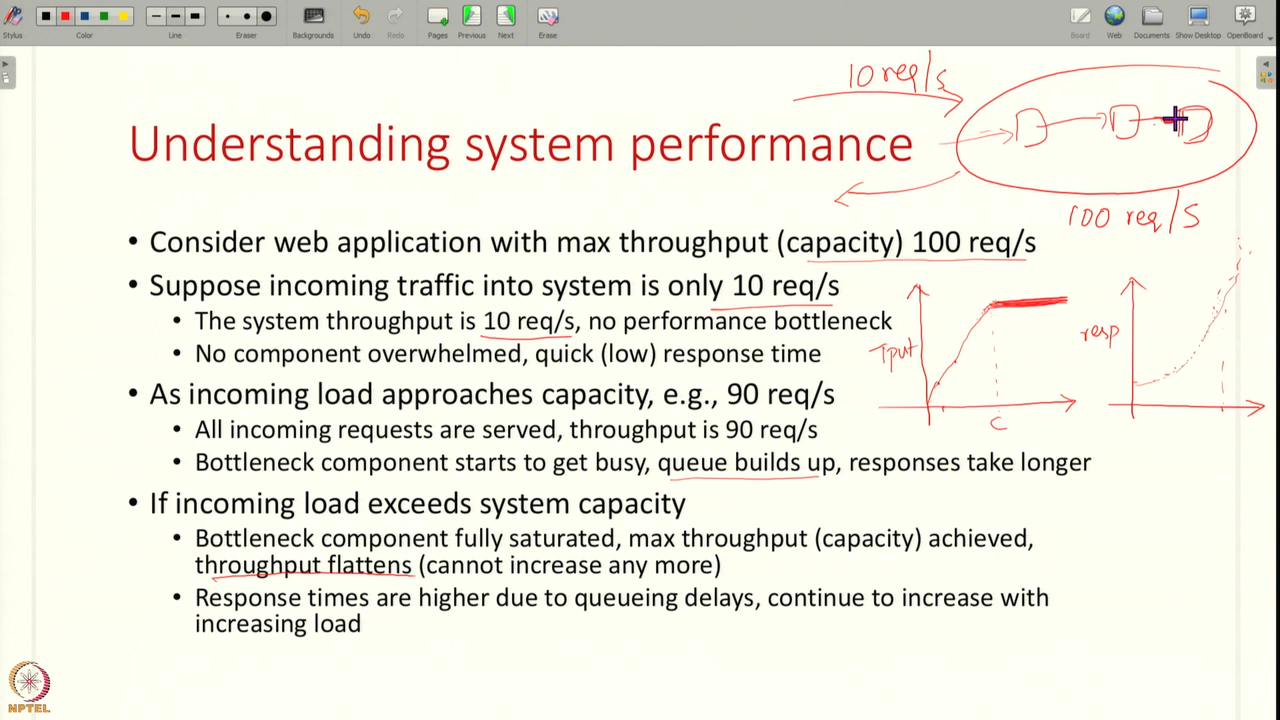 Stylus
Color
Line
Eraser
Backgrounds
Undo
Redo
Pages
Previous
Next
Erase
Board
Web
Documents
Show Desktop
OpenBoard
10 req/s
Understanding system performance
100 req/s
• Consider web application with max throughput (capacity) 100 req/s
• Suppose incoming traffic into system is only 10 req/s
• The system throughput is 10 req/s, no performance bottleneck
• No component overwhelmed, quick (low) response time
• As incoming load approaches capacity, e.g., 90 req/s
• All incoming requests are served, throughput is 90 req/s
• Bottleneck component starts to get busy, queue builds up, responses take longer
• If incoming load exceeds system capacity
• Bottleneck component fully saturated, max throughput (capacity) achieved,
throughput flattens (cannot increase any more)
• Response times are higher due to queueing delays, continue to increase with
increasing load
Tput
C
resp
NPTEL